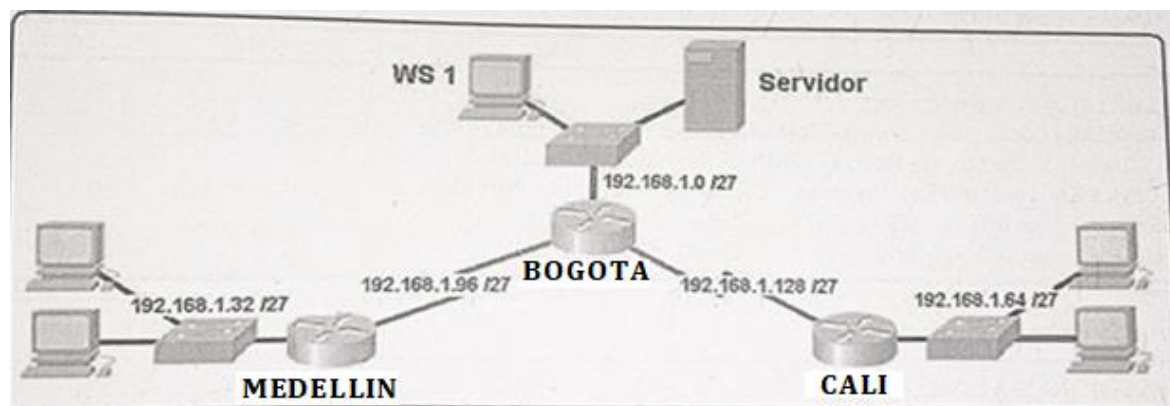 WS 1
Servidor
192.168.1.0 /27
BOGOTA
192.168.1.96 /27
192.168.1.128 /27
192.168.1.32 /27
192.168.1.64 /27
MEDELLIN
CALI